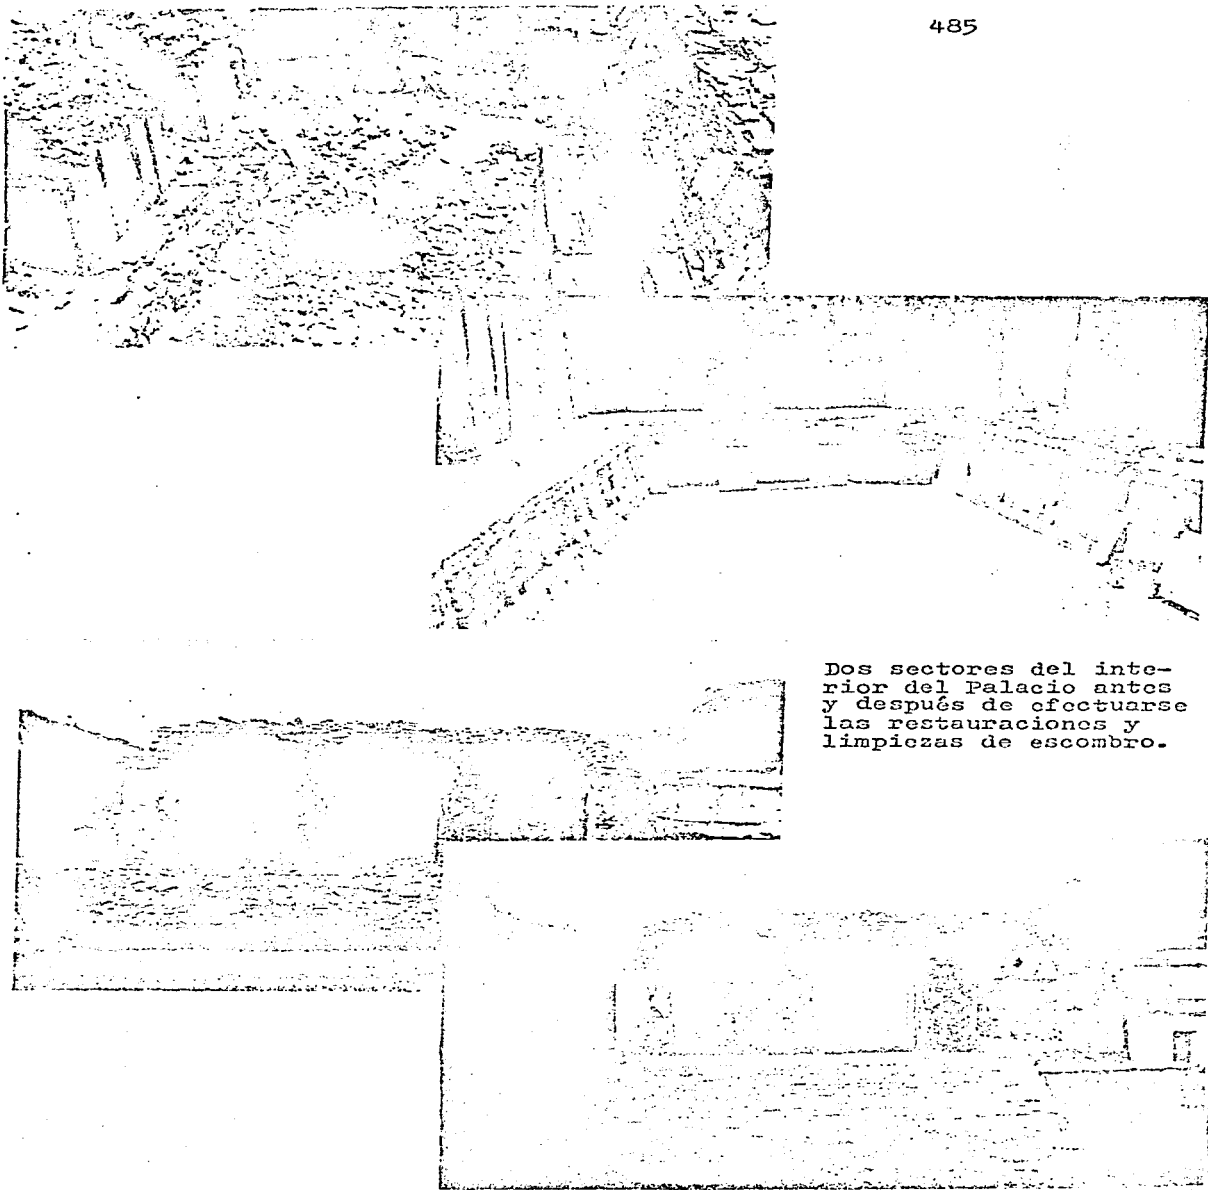 485
Dos sectores del inte-
rior del Palacio antes
y después de efectuarse
las restauraciones y
limpiezas de escombro.